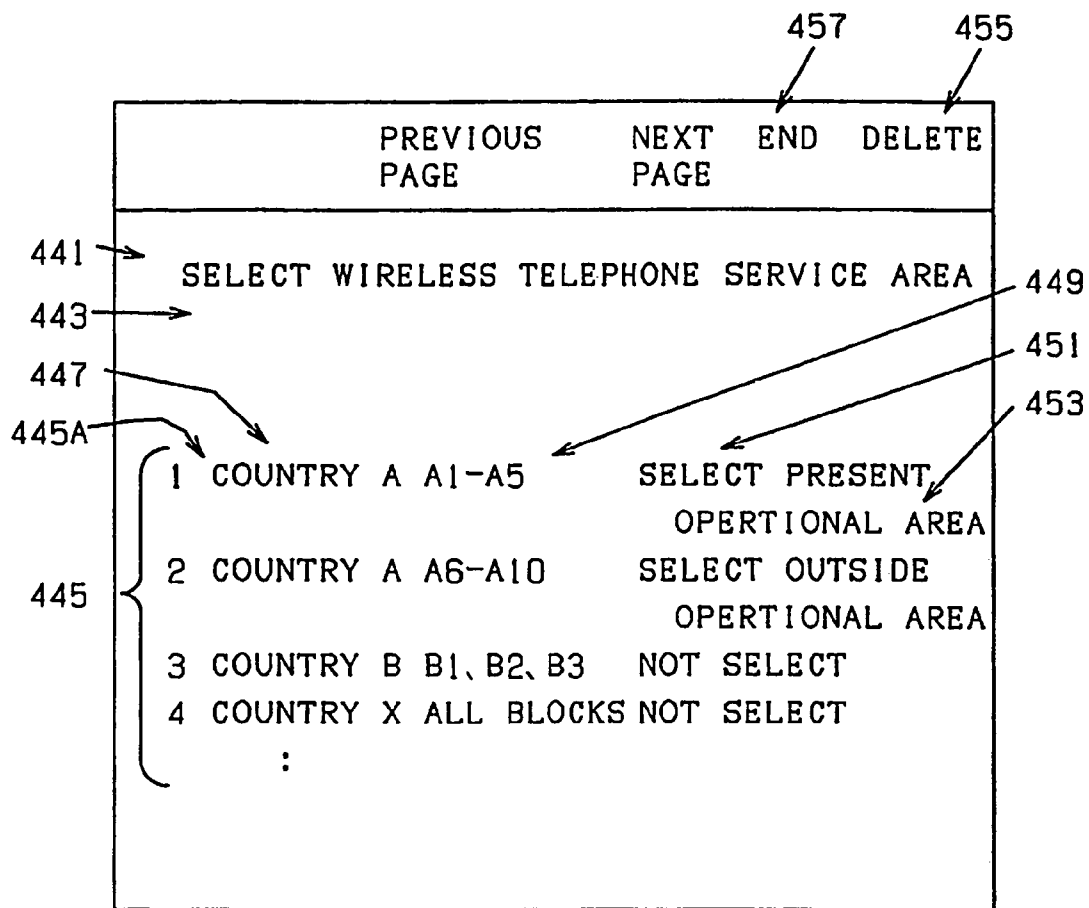 457 455
PREVIOUS NEXT END DELETE
PAGE PAGE
441
SELECT WIRELESS TELEPHONE SERVICE AREA
449
443
451
447
453
445A
1 COUNTRY A A1-A5 SELECT PRESENT
OPERTIONAL AREA
2 COUNTRY A A6-A10 SELECT OUTSIDE
445
OPERTIONAL AREA
3 COUNTRY B B1、B2、B3 NOT SELECT
4 COUNTRY X ALL BLOCKS NOT SELECT
: